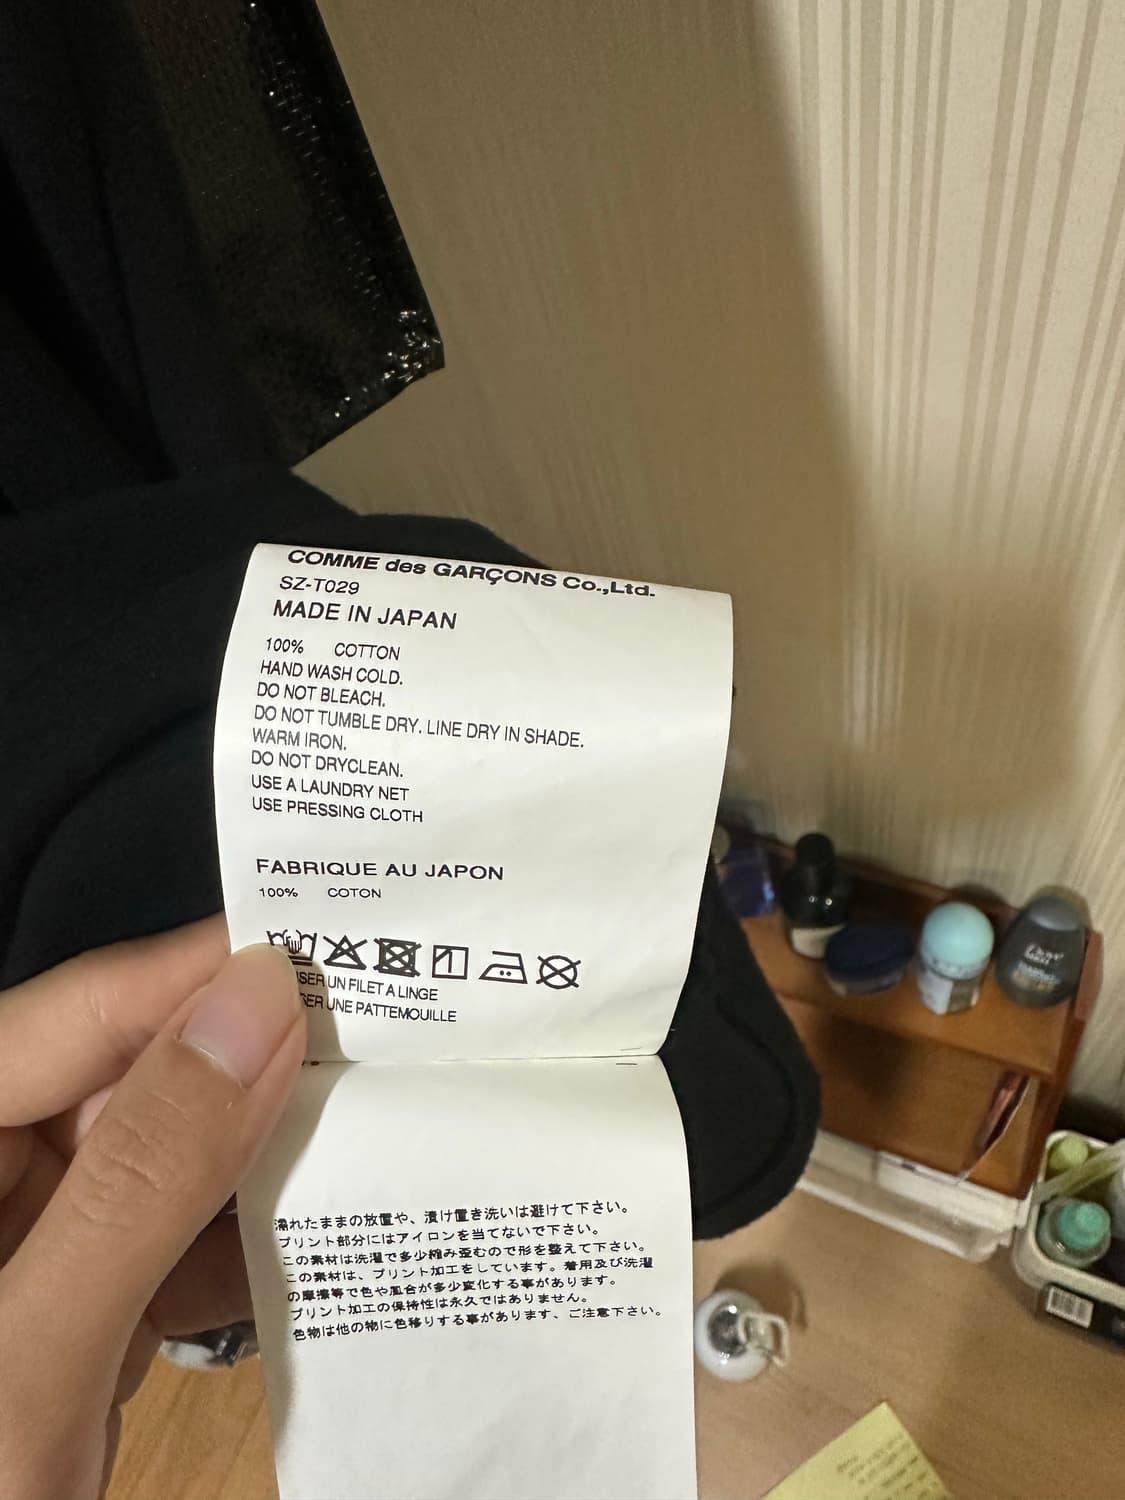 COMME des GARÇONS Co.,Ltd.
SZ-T029
MADE IN JAPAN
100% COTTON
HAND WASH COLD.
DO NOT BLEACH.
DO NOT TUMBLE DRY. LINE DRY IN SHADE.
WARM IRON.
DO NOT DRYCLEAN.
USE A LAUNDRY NET
USE PRESSING CLOTH
FABRIQUE AU JAPON
100% COTON
UN FILET A LINGE
UNE PATTEMOUILLE
濡れたままの放置や、漬け置き洗いは避けて下さい。
プリント部分にはアイロンを当てないで下さい。
この素材は洗濯で多少縮み歪むので形を整えて下さい。
この素材は、プリント加工をしています。着用及び洗濯
の摩擦等で色や風合が多少変化する事があります。
プリント加工の保持性は永久ではありません。
色物は他の物に色移りする事があります、ご注意下さい。